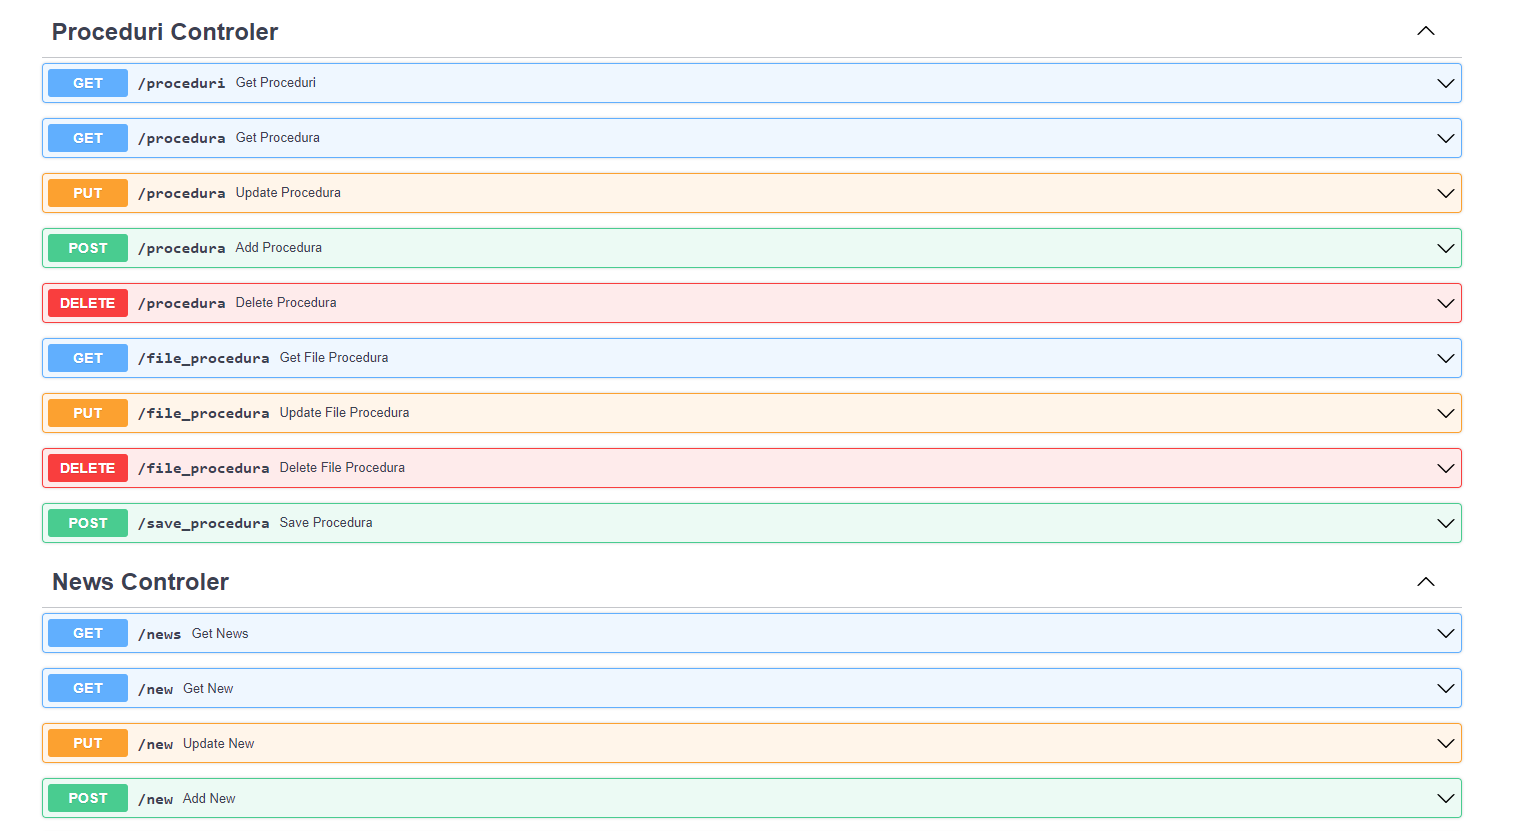 Proceduri Controler
GET /proceduri Get Proceduri
GET /procedura Get Procedura
PUT /procedura Update Procedura
POST /procedura Add Procedura
DELETE /procedura Delete Procedura
GET /file_procedura Get File Procedura
PUT /file_procedura Update File Procedura
DELETE /file_procedura Delete File Procedura
POST /save_procedura Save Procedura
News Controler
GET /news Get News
GET /new Get New
PUT /new Update New
POST /new Add New